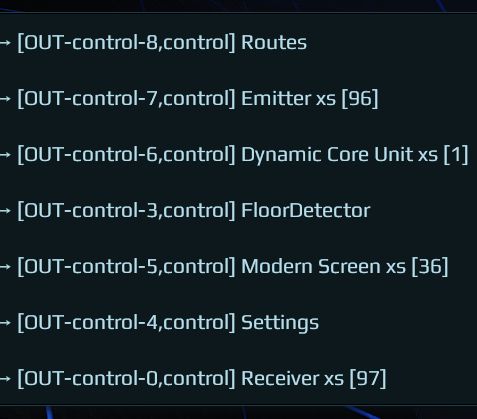 → [OUT-control-8,control] Routes
→ [OUT-control-7,control] Emitter xs [96]
→ [OUT-control-6,control] Dynamic Core Unit xs [1]
→ [OUT-control-3,control] FloorDetector
→ [OUT-control-5,control] Modern Screen xs [36]
→ [OUT-control-4,control] Settings
→ [OUT-control-0,control] Receiver xs [97]